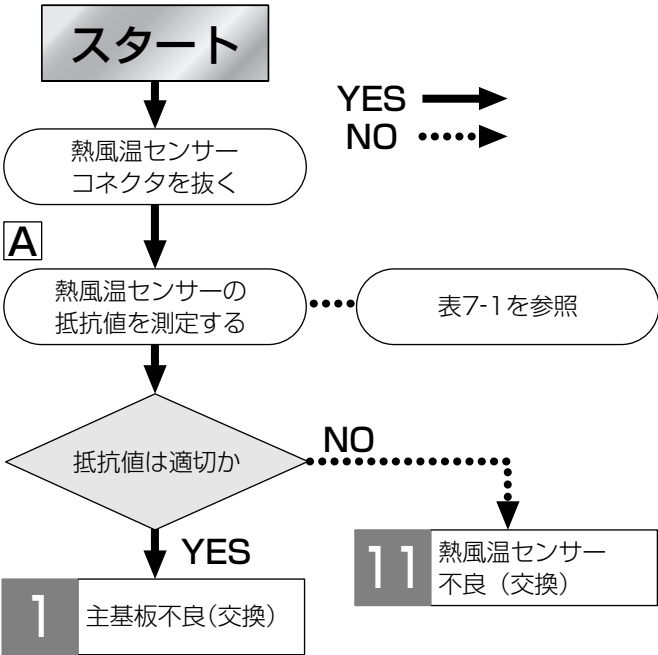 スタート
YES
NO
熱風温センサー
コネクタを抜く
A
熱風温センサーの
抵抗値を測定する
表7-1を参照
抵抗値は適切か
NO
YES
11
熱風温センサー
不良（交換）
1
主基板不良(交換)